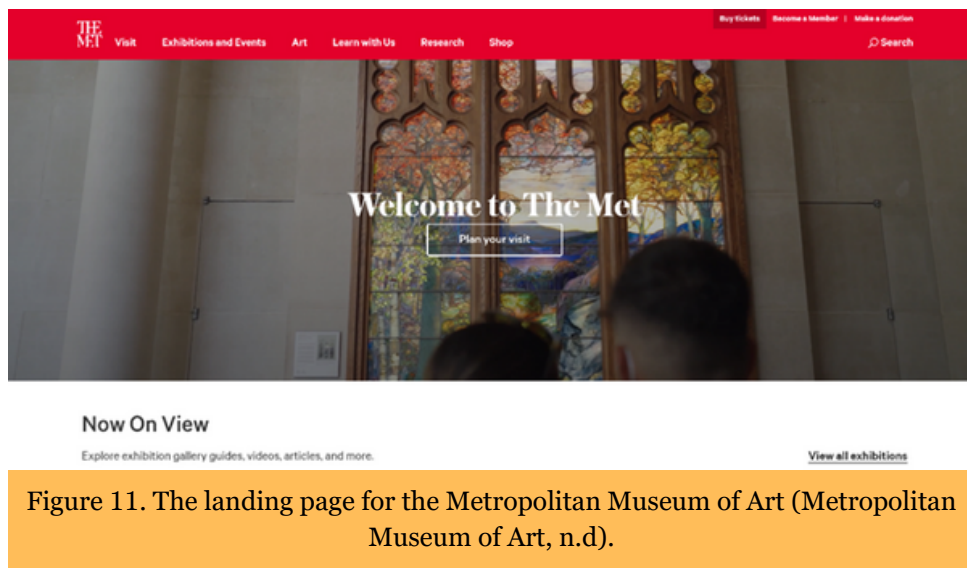 Buy tickets Become a Member | Make a donation
THE
MET
Visit Exhibitions and Events Art Learn with Us Research Shop
Search
Welcome to The Met
Plan your visit
Now On View
Explore exhibition gallery guides, videos, articles, and more.
View all exhibitions
Figure 11. The landing page for the Metropolitan Museum of Art (Metropolitan
Museum of Art, n.d).